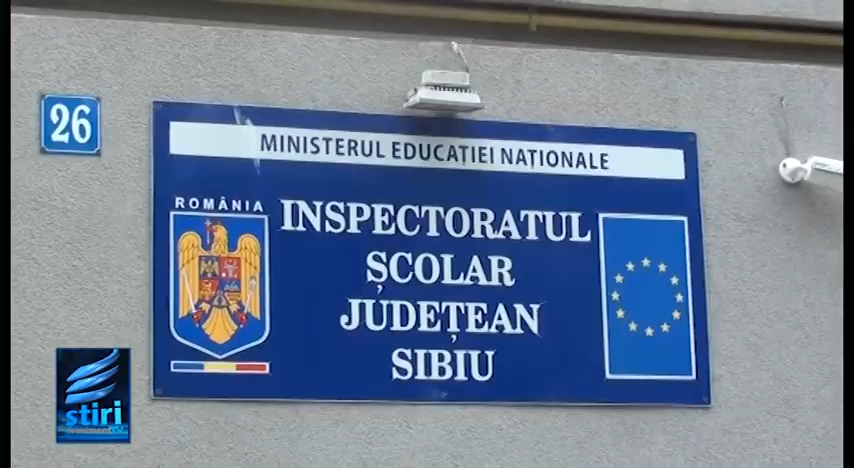 26
MINISTERUL EDUCAȚIEI NAȚIONALE
ROMÂNIA
INSPECTORATUL
ȘCOLAR
JUDEȚEAN
SIBIU
stiri